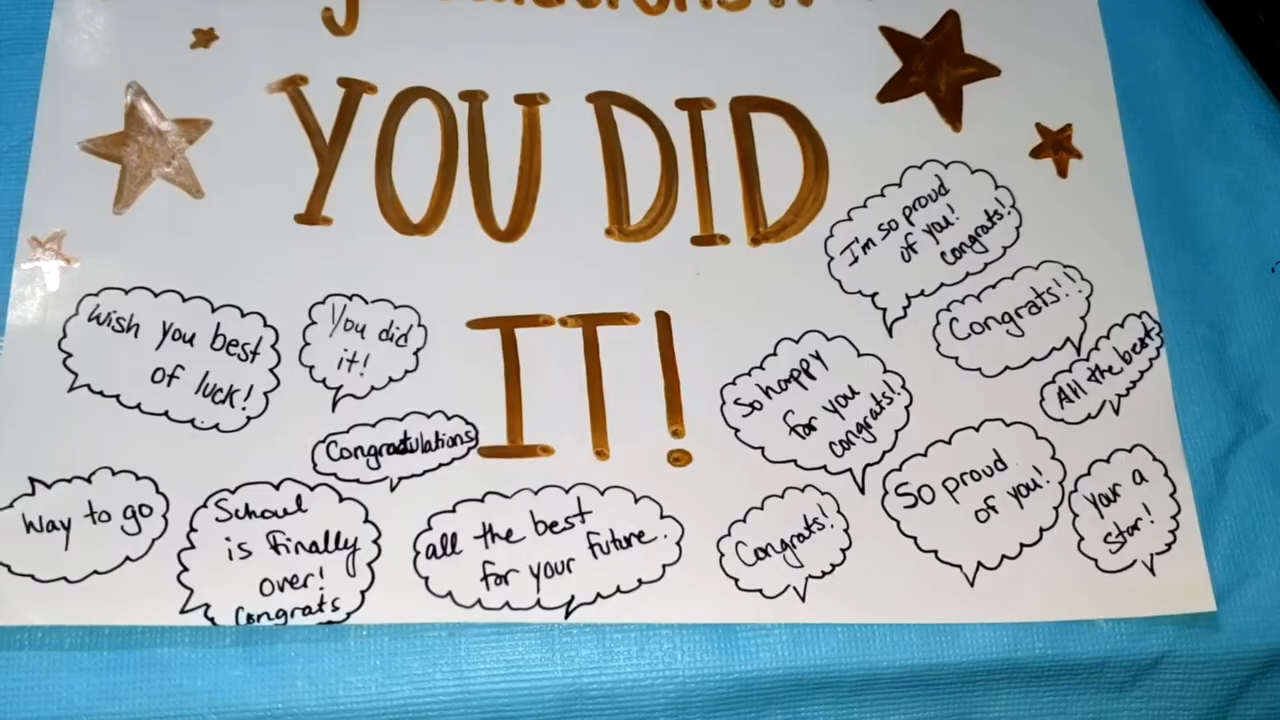 YOU DID
IT!
I'm so proud
of you!
congrats!
Congrats!!
All the best
Wish you best
of luck!
You did
it!
Congratulations
So happy
for you
congrats!
Way to go
School
is finally
over!
Congrats
all the best
for your future.
Congrats!
So proud
of you!
Your a
star!